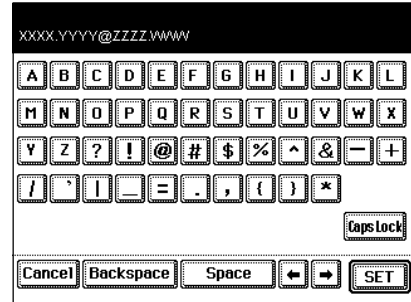 XXXX.YYYY@ZZZZ.WWW
A B C D E F G H I J K L
M N O P Q R S T U V W X
Y Z ? ! @ # $ % ^ & − +
/ ` | _ = . , { } *
Caps Lock
Cancel Backspace Space ← → SET